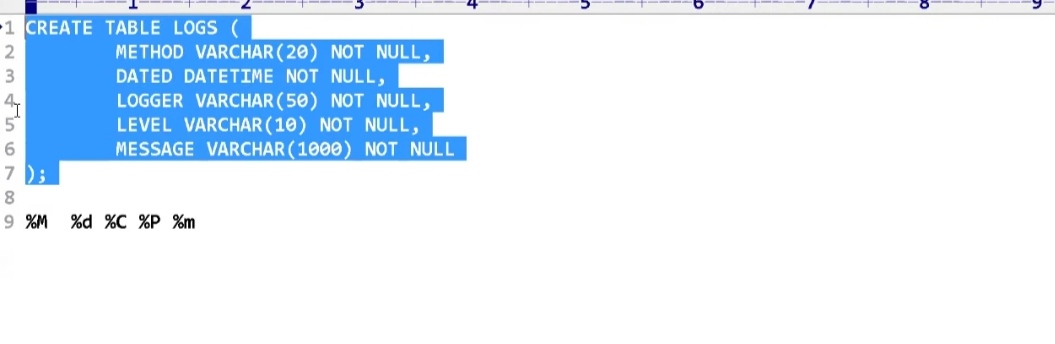 1 2 3 4 5 6 7 8 9
1 CREATE TABLE LOGS (
2 METHOD VARCHAR(20) NOT NULL,
3 DATED DATETIME NOT NULL,
4 LOGGER VARCHAR(50) NOT NULL,
5 LEVEL VARCHAR(10) NOT NULL,
6 MESSAGE VARCHAR(1000) NOT NULL
7 );
8
9 %M %d %C %P %m